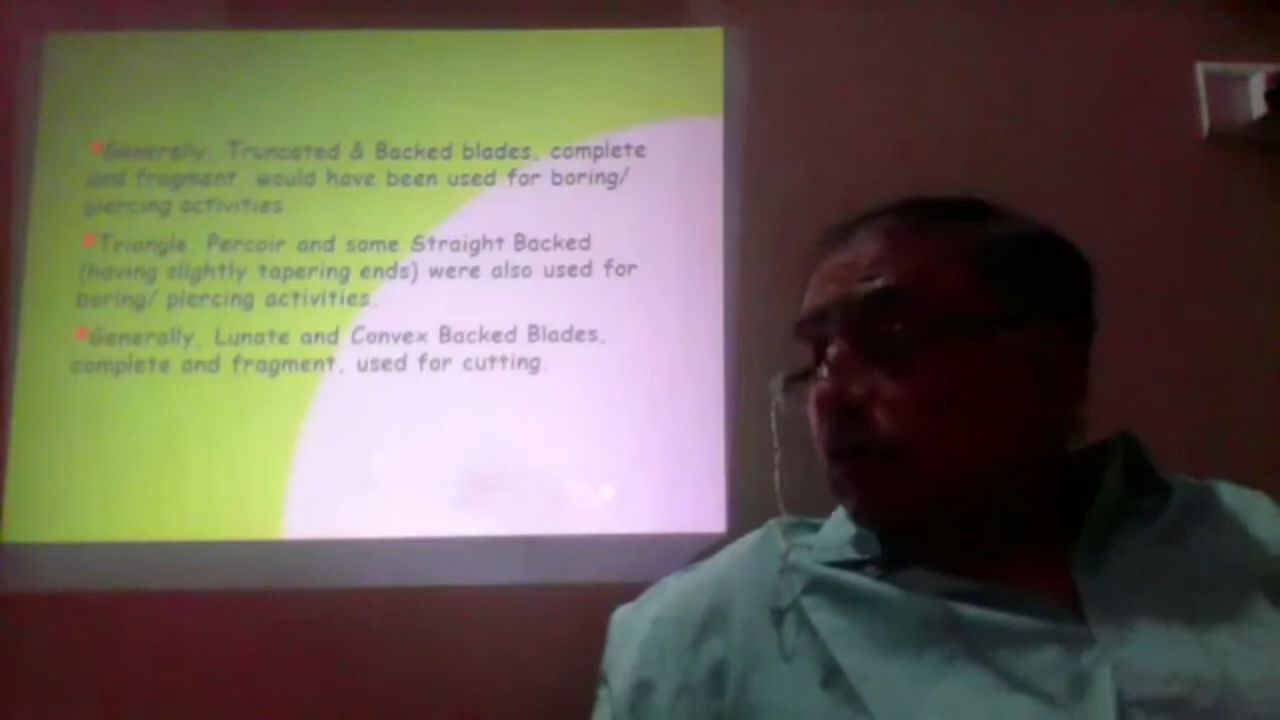 *Generally, Truncated & Backed blades, complete
and fragment, would have been used for boring/
piercing activities.
*Triangle, Percoir and some Straight Backed
(having slightly tapering ends) were also used for
boring/ piercing activities.
*Generally, Lunate and Convex Backed Blades,
complete and fragment, used for cutting.